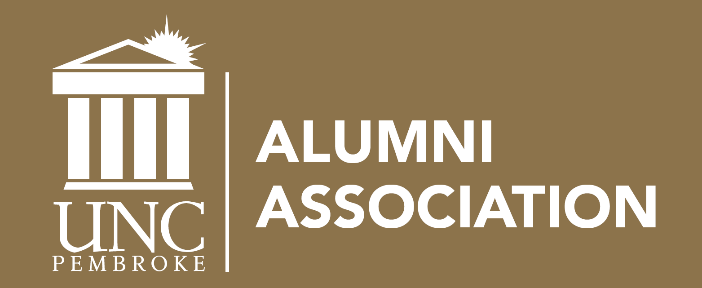 UNC
PEMBROKE
ALUMNI
ASSOCIATION